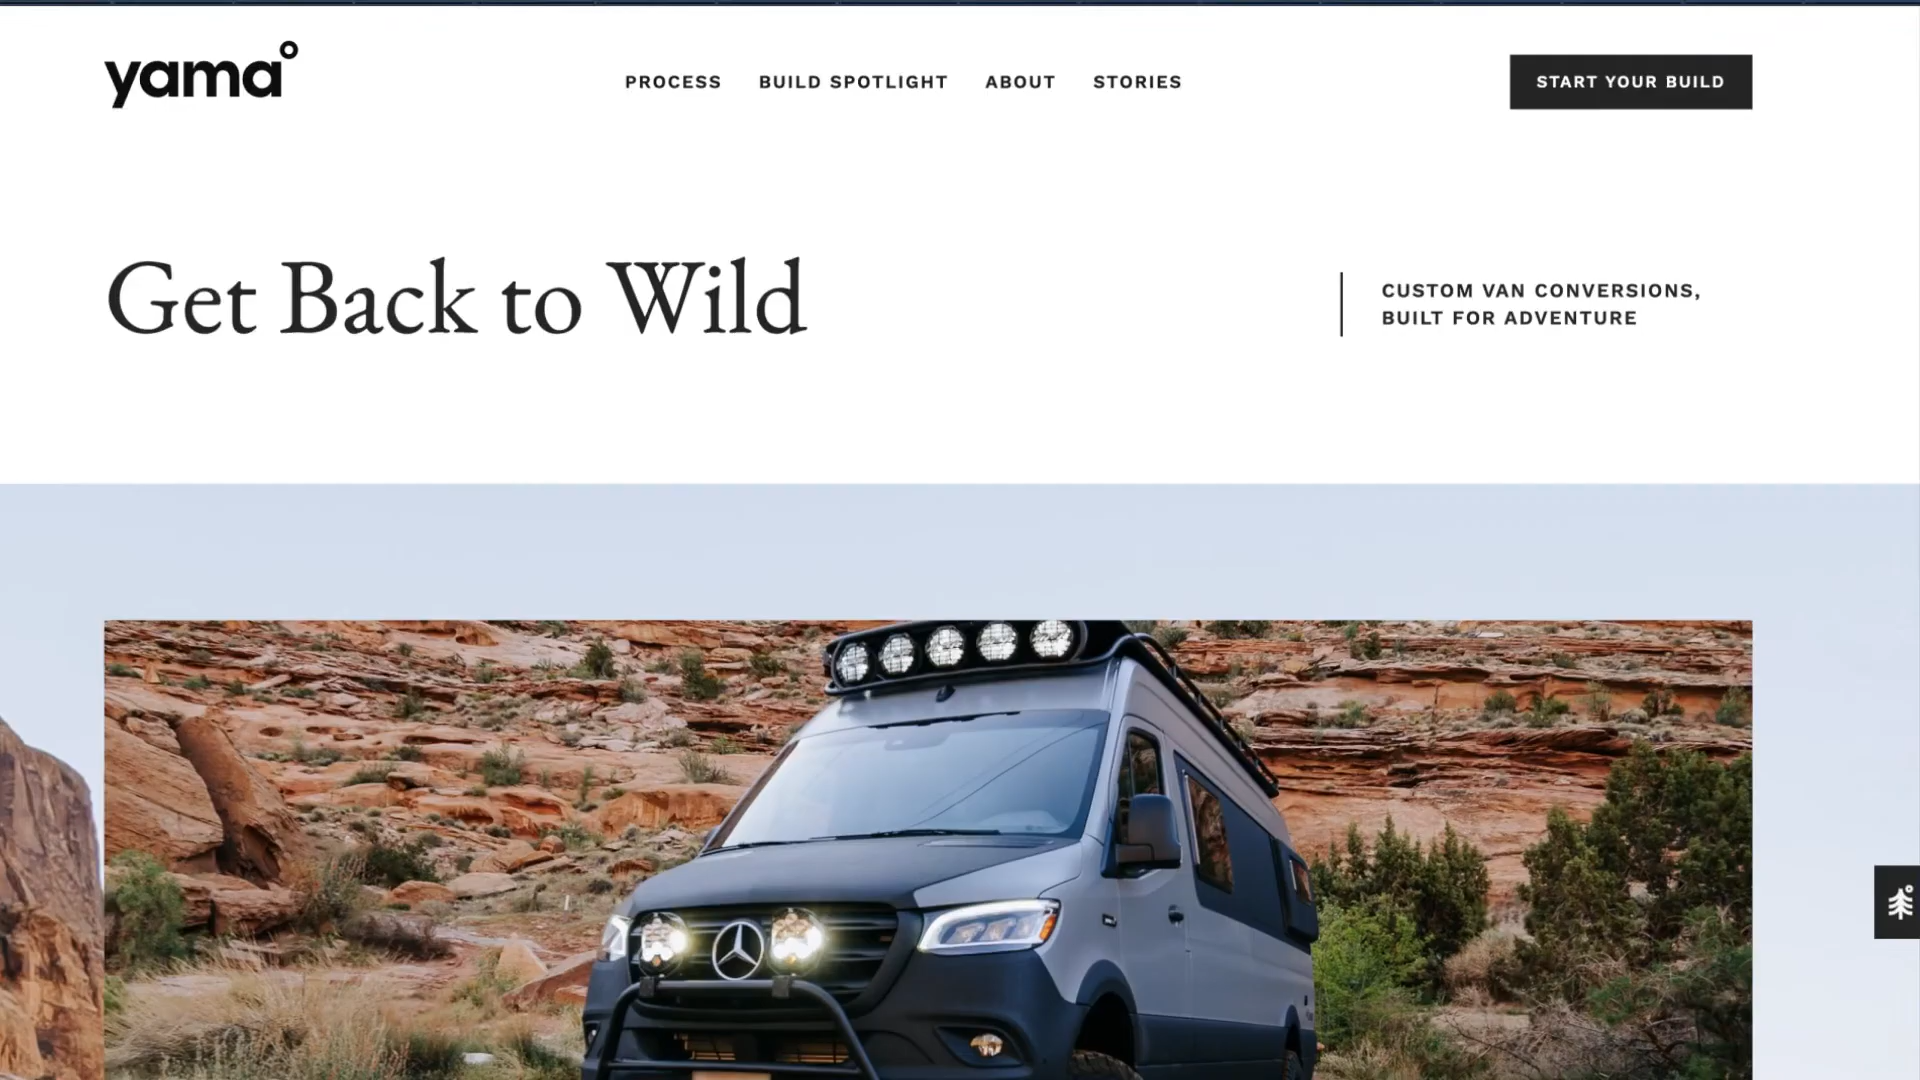 yama°
PROCESS
BUILD SPOTLIGHT
ABOUT
STORIES
START YOUR BUILD
Get Back to Wild
CUSTOM VAN CONVERSIONS,
BUILT FOR ADVENTURE